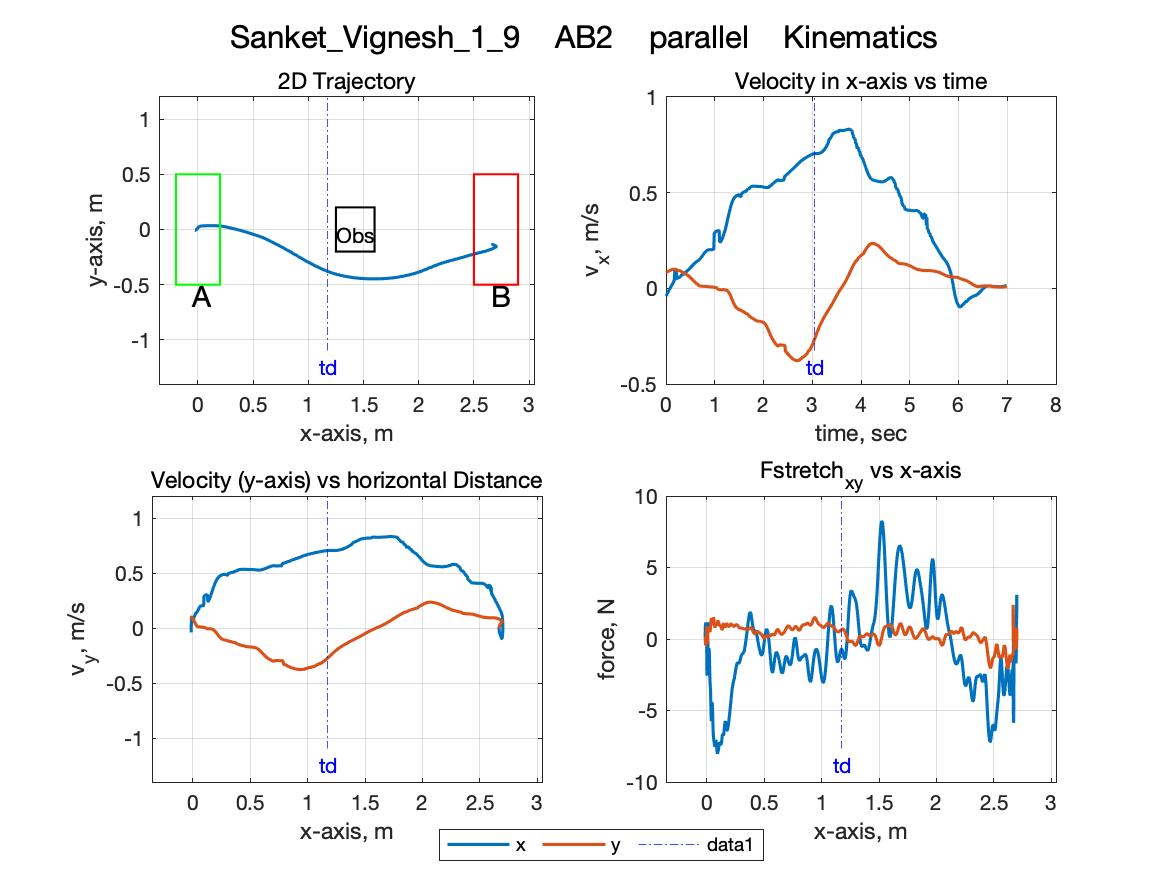 Sanket_Vignesh_1_9 AB2 parallel Kinematics
2D Trajectory
1
0.5
0
-0.5
-1
y-axis, m
Obs
A
B
td
0 0.5 1 1.5 2 2.5 3
x-axis, m
Velocity in x-axis vs time
1
0.5
0
-0.5
v_x, m/s
td
0 1 2 3 4 5 6 7 8
time, sec
Velocity (y-axis) vs horizontal Distance
1
0.5
0
-0.5
-1
v_y, m/s
td
0 0.5 1 1.5 2 2.5 3
x-axis, m
Fstretch_xy vs x-axis
10
5
0
-5
-10
force, N
td
0 0.5 1 1.5 2 2.5 3
x-axis, m
x y data1